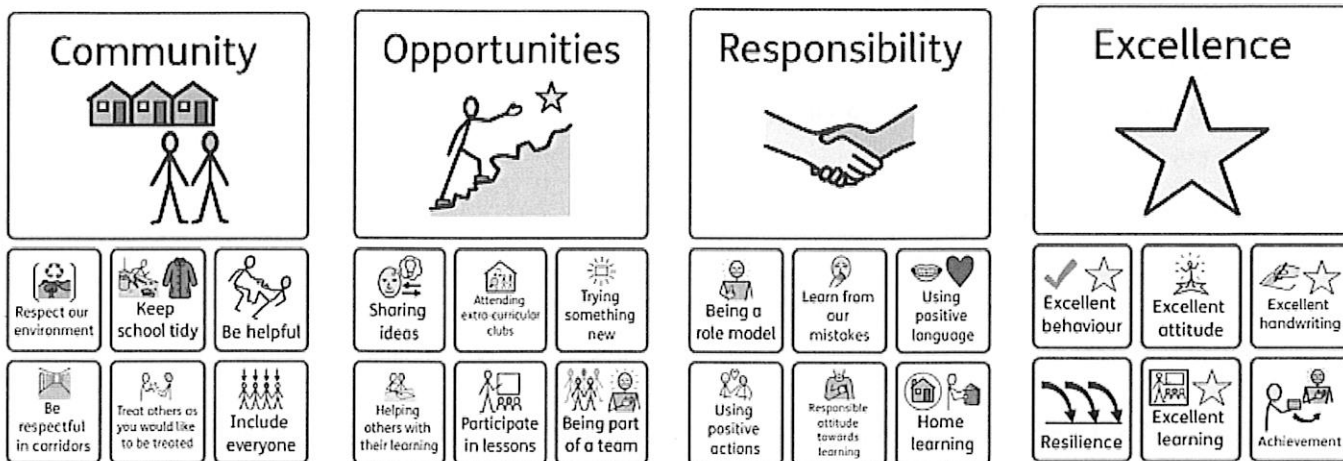 Community
Respect our
environment
Keep
school tidy
Be helpful
Be
respectful
in corridors
Treat others as
you would like
to be treated
Include
everyone
Opportunities
Sharing
ideas
Attending
extra-curricular
clubs
Trying
something
new
Helping
others with
their learning
Participate
in lessons
Being part
of a team
Responsibility
Being a
role model
Learn from
our
mistakes
Using
positive
language
Using
positive
actions
Responsible
attitude
towards
learning
Home
learning
Excellence
Excellent
behaviour
Excellent
attitude
Excellent
handwriting
Resilience
Excellent
learning
Achievement